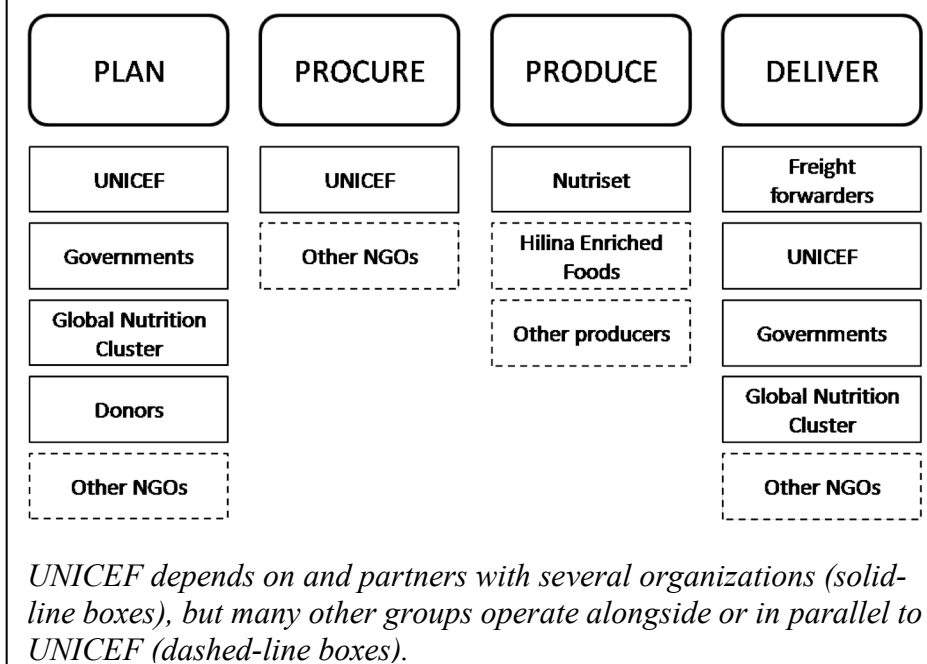 PLAN
PROCURE
PRODUCE
DELIVER
UNICEF
Governments
Global Nutrition
Cluster
Donors
Other NGOs
UNICEF
Other NGOs
Nutriset
Hilina Enriched
Foods
Other producers
Freight
forwarders
UNICEF
Governments
Global Nutrition
Cluster
Other NGOs
UNICEF depends on and partners with several organizations (solid-
line boxes), but many other groups operate alongside or in parallel to
UNICEF (dashed-line boxes).